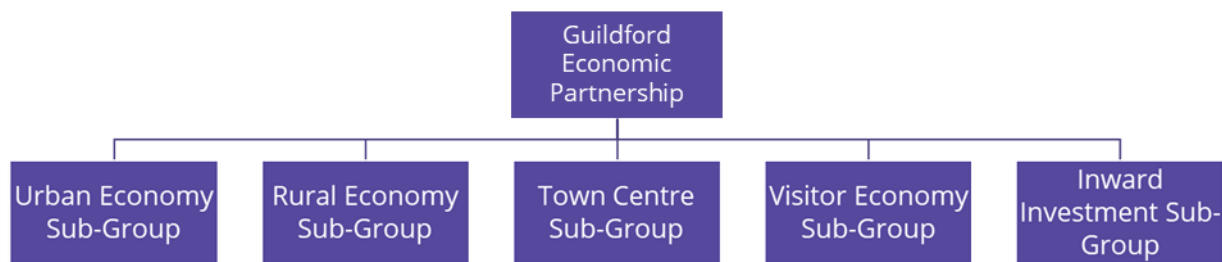 Guildford
Economic
Partnership
Urban Economy
Sub-Group
Rural Economy
Sub-Group
Town Centre
Sub-Group
Visitor Economy
Sub-Group
Inward
Investment Sub-
Group